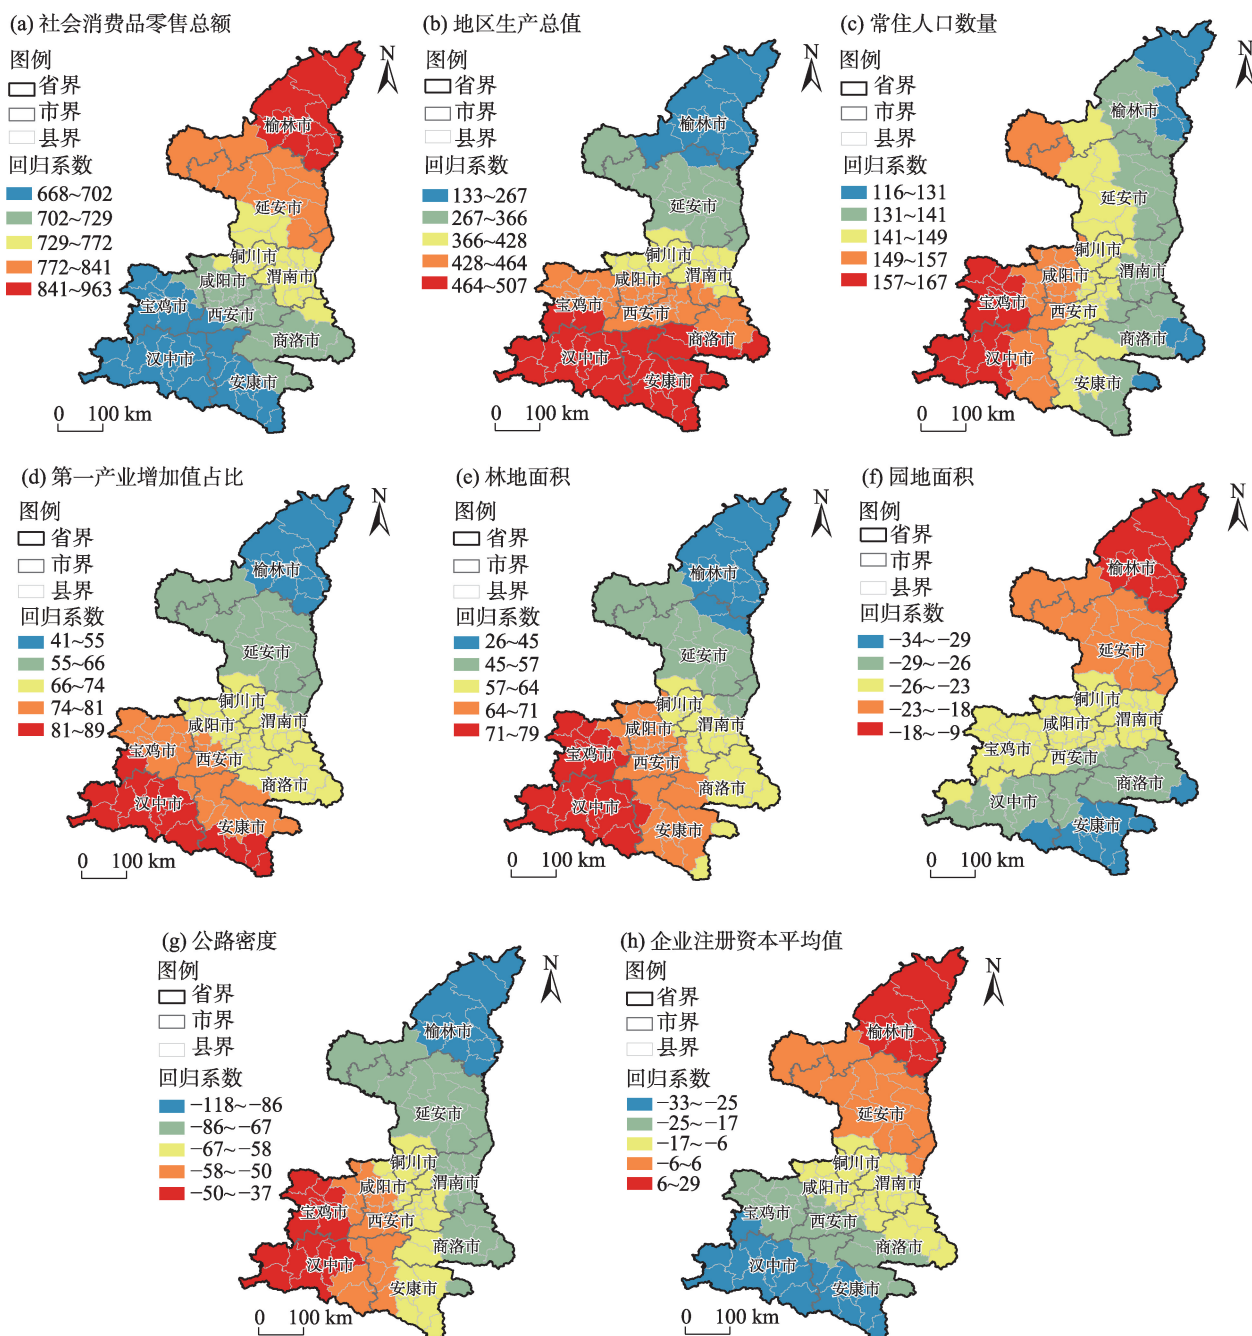 (a) 社会消费品零售总额
N
图例
省界
市界
县界
回归系数
668~702
702~729
729~772
772~841
841~963
榆林市
延安市
铜川市
咸阳市
渭南市
宝鸡市
西安市
商洛市
汉中市
安康市
0 100 km
(b) 地区生产总值
N
图例
省界
市界
县界
回归系数
133~267
267~366
366~428
428~464
464~507
榆林市
延安市
铜川市
咸阳市
渭南市
宝鸡市
西安市
商洛市
汉中市
安康市
0 100 km
(c) 常住人口数量
N
图例
省界
市界
县界
回归系数
116~131
131~141
141~149
149~157
157~167
榆林市
延安市
铜川市
咸阳市
渭南市
宝鸡市
西安市
商洛市
汉中市
安康市
0 100 km
(d) 第一产业增加值占比
N
图例
省界
市界
县界
回归系数
41~55
55~66
66~74
74~81
81~89
榆林市
延安市
铜川市
咸阳市
渭南市
宝鸡市
西安市
商洛市
汉中市
安康市
0 100 km
(e) 林地面积
N
图例
省界
市界
县界
回归系数
26~45
45~57
57~64
64~71
71~79
榆林市
延安市
铜川市
咸阳市
渭南市
宝鸡市
西安市
商洛市
汉中市
安康市
0 100 km
(f) 园地面积
N
图例
省界
市界
县界
回归系数
−34~−29
−29~−26
−26~−23
−23~−18
−18~−9
榆林市
延安市
铜川市
咸阳市
渭南市
宝鸡市
西安市
商洛市
汉中市
安康市
0 100 km
(g) 公路密度
N
图例
省界
市界
县界
回归系数
−118~−86
−86~−67
−67~−58
−58~−50
−50~−37
榆林市
延安市
铜川市
咸阳市
渭南市
宝鸡市
西安市
商洛市
汉中市
安康市
0 100 km
(h) 企业注册资本平均值
N
图例
省界
市界
县界
回归系数
−33~−25
−25~−17
−17~−6
−6~6
6~29
榆林市
延安市
铜川市
咸阳市
渭南市
宝鸡市
西安市
商洛市
汉中市
安康市
0 100 km